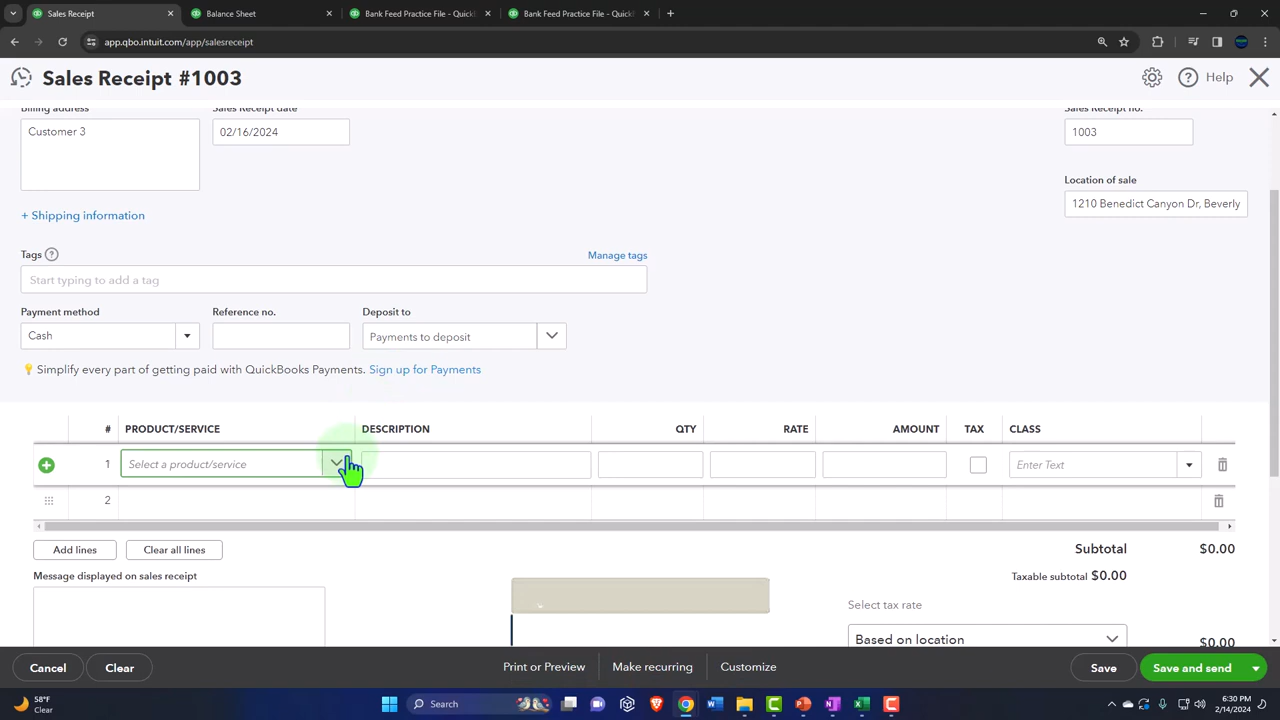 Sales Receipt
Balance Sheet
Bank Feed Practice File - Quick
Bank Feed Practice File - Quick
app.qbo.intuit.com/app/salesreceipt
Sales Receipt #1003
Help
Billing address
Sales Receipt date
Sales Receipt no.
Customer 3
02/16/2024
1003
Location of sale
1210 Benedict Canyon Dr, Beverly
+ Shipping information
Tags
Manage tags
Start typing to add a tag
Payment method
Reference no.
Deposit to
Cash
Payments to deposit
Simplify every part of getting paid with QuickBooks Payments. Sign up for Payments
# PRODUCT/SERVICE DESCRIPTION QTY RATE AMOUNT TAX CLASS
1 Select a product/service Enter Text
2
Add lines
Clear all lines
Subtotal $0.00
Message displayed on sales receipt
Taxable subtotal $0.00
Select tax rate
Based on location
$0.00
Cancel
Clear
Print or Preview
Make recurring
Customize
Save
Save and send
58°F
Clear
Search
6:30 PM
2/14/2024